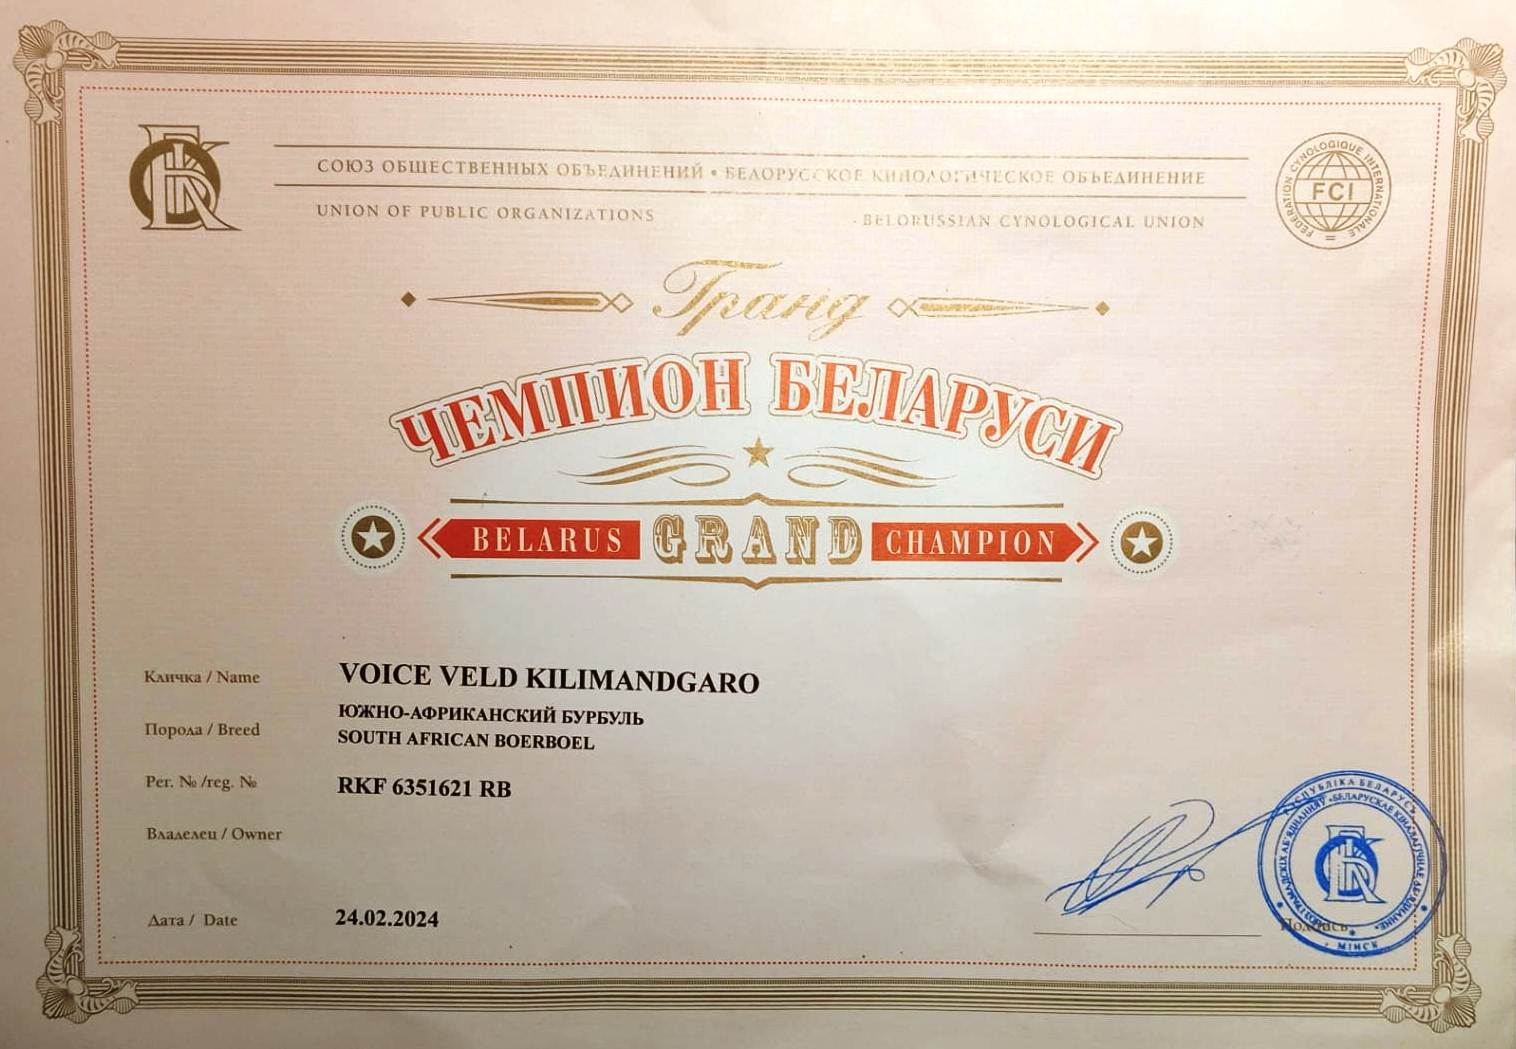 СОЮЗ ОБЩЕСТВЕННЫХ ОБЪЕДИНЕНИЙ • БЕЛОРУССКОЕ КИНОЛОГИЧЕСКОЕ ОБЪЕДИНЕНИЕ
UNION OF PUBLIC ORGANIZATIONS BELORUSSIAN CYNOLOGICAL UNION
FEDERATION CYNOLOGIQUE INTERNATIONALE
FCI
Гранд
ЧЕМПИОН БЕЛАРУСИ
BELARUS GRAND CHAMPION
Кличка / Name VOICE VELD KILIMANDGARO
ЮЖНО-АФРИКАНСКИЙ БУРБУЛЬ
Порода / Breed SOUTH AFRICAN BOERBOEL
Рег. № /reg. № RKF 6351621 RB
Владелец / Owner
Дата / Date 24.02.2024
Подпись
РЭСПУБЛІКА БЕЛАРУСЬ
МІНСК